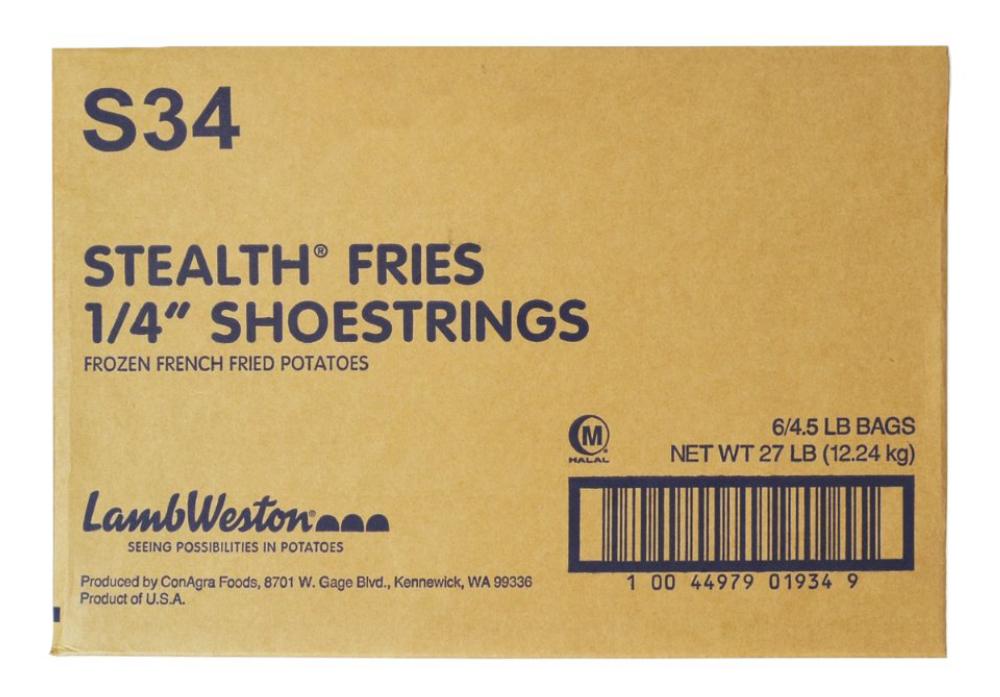 S34
STEALTH® FRIES
1/4” SHOESTRINGS
FROZEN FRENCH FRIED POTATOES
M
HALAL
6/4.5 LB BAGS
NET WT 27 LB (12.24 kg)
LambWeston®
SEEING POSSIBILITIES IN POTATOES
Produced by ConAgra Foods, 8701 W. Gage Blvd., Kennewick, WA 99336
Product of U.S.A.
1 00 44979 01934 9